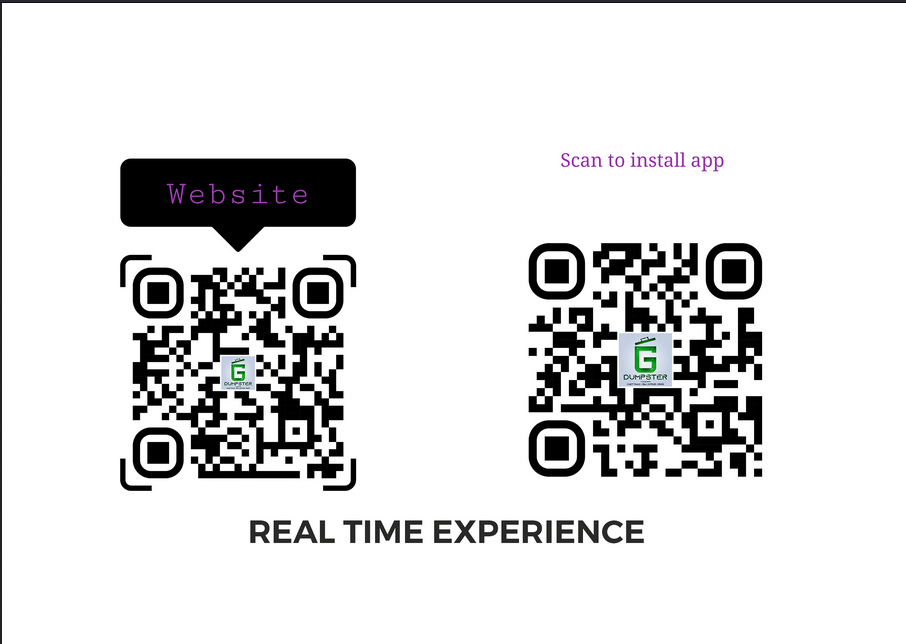 Website
Scan to install app
G
DUMPSTER
G
DUMPSTER
REAL TIME EXPERIENCE